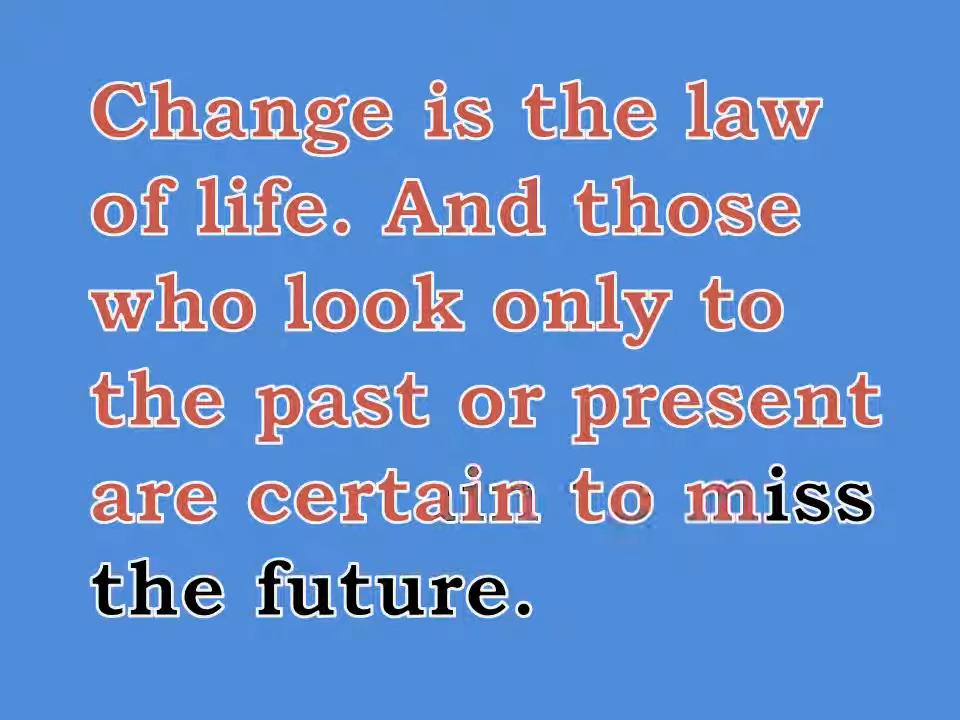 Change is the law
of life. And those
who look only to
the past or present
are certain to miss
the future.